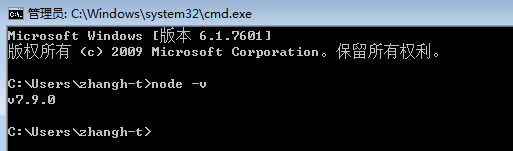 管理员: C:\Windows\system32\cmd.exe
Microsoft Windows [版本 6.1.7601]
版权所有 (c) 2009 Microsoft Corporation。保留所有权利。
C:\Users\zhangh-t>node -v
v7.9.0
C:\Users\zhangh-t>